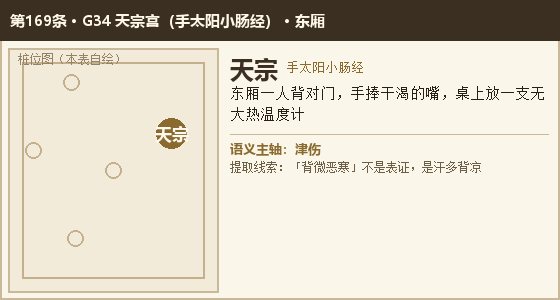 第169条・G34 天宗宫（手太阳小肠经）・东厢
桩位图（本表自绘）
天宗
天宗 手太阳小肠经
东厢一人背对门，手捧干渴的嘴，桌上放一支无
大热温度计
语义主轴：津伤
提取线索：「背微恶寒」不是表证，是汗多背凉